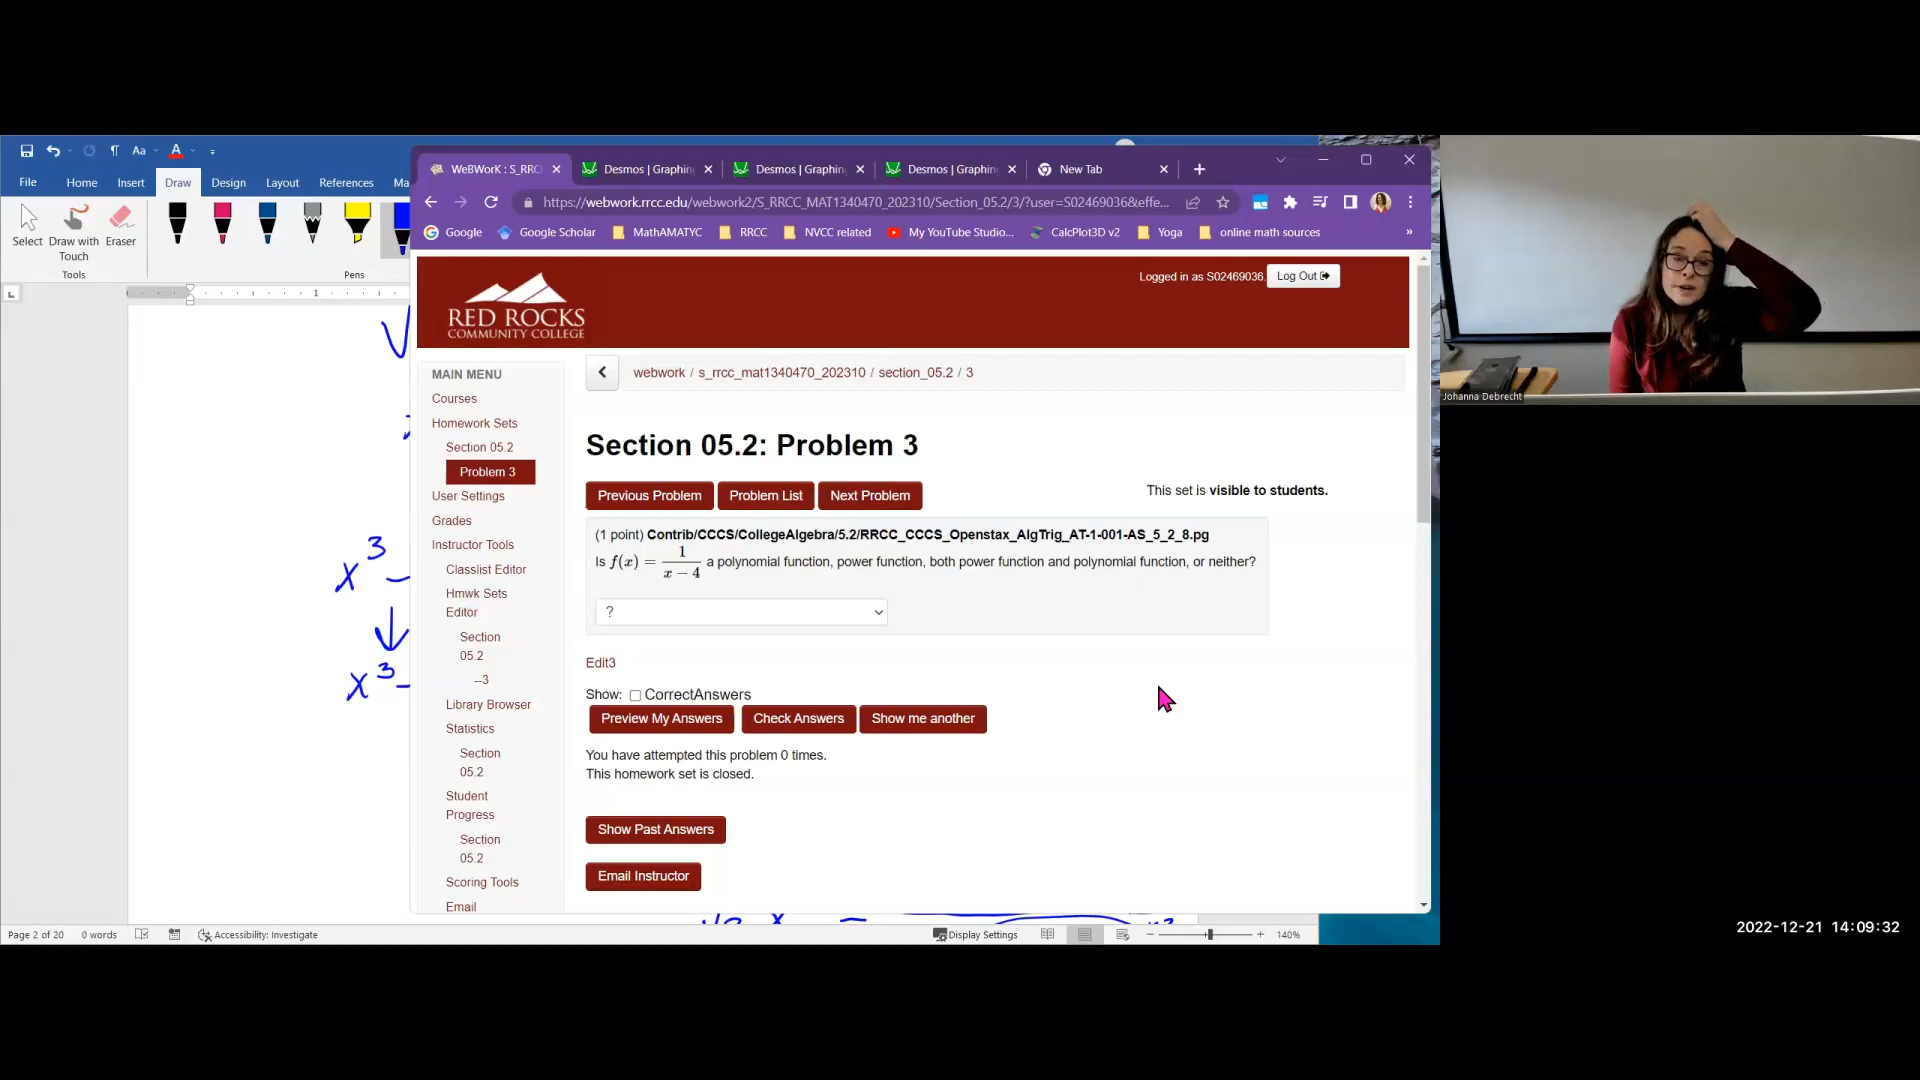 Aa
A
File
Home
Insert
Draw
Design
Layout
References
Ma
Select
Draw with Touch
Eraser
Tools
Pens
1
x³ –
x³ –
WeBWorK : S_RRC
Desmos | Graphin
Desmos | Graphin
Desmos | Graphin
New Tab
https://webwork.rrcc.edu/webwork2/S_RRCC_MAT1340470_202310/Section_05.2/3/?user=S02469036&effe...
Google
Google Scholar
MathAMATYC
RRCC
NVCC related
My YouTube Studio...
CalcPlot3D v2
Yoga
online math sources
»
Logged in as S02469036.
Log Out
RED ROCKS
COMMUNITY COLLEGE
MAIN MENU
Courses
Homework Sets
Section 05.2
Problem 3
User Settings
Grades
Instructor Tools
Classlist Editor
Hmwk Sets
Editor
Section
05.2
--3
Library Browser
Statistics
Section
05.2
Student
Progress
Section
05.2
Scoring Tools
Email
webwork / s_rrcc_mat1340470_202310 / section_05.2 / 3
Section 05.2: Problem 3
Previous Problem
Problem List
Next Problem
This set is visible to students.
(1 point) Contrib/CCCS/CollegeAlgebra/5.2/RRCC_CCCS_Openstax_AlgTrig_AT-1-001-AS_5_2_8.pg
Is f(x) = 1/(x − 4) a polynomial function, power function, both power function and polynomial function, or neither?
?
Edit3
Show: CorrectAnswers
Preview My Answers
Check Answers
Show me another
You have attempted this problem 0 times.
This homework set is closed.
Show Past Answers
Email Instructor
Page 2 of 20
0 words
Accessibility: Investigate
Display Settings
140%
Johanna Debrecht
2022-12-21 14:09:32